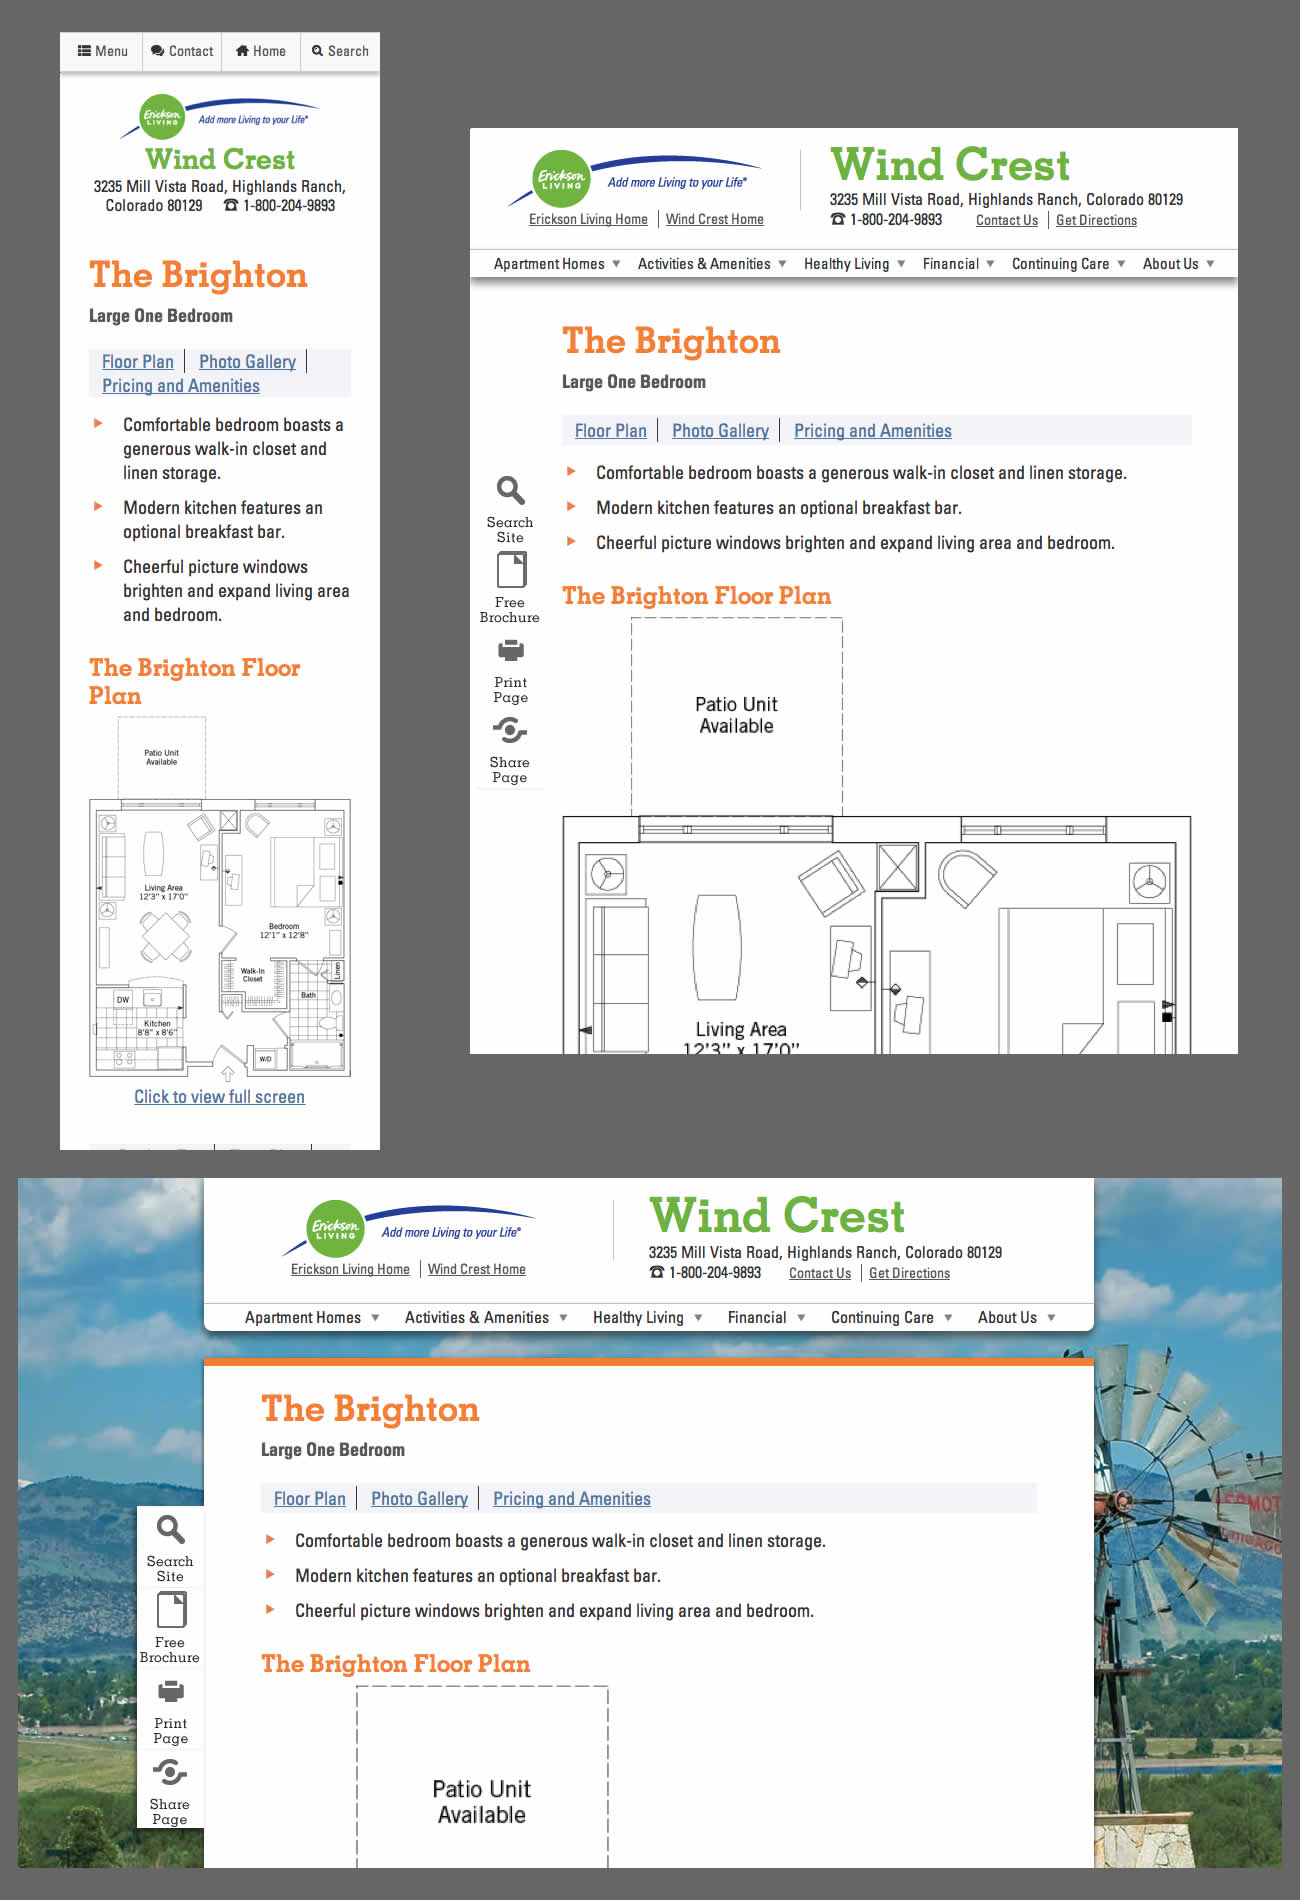 Menu
Contact
Home
Search
Erickson
LIVING
Add more Living to your Life®
Wind Crest
3235 Mill Vista Road, Highlands Ranch,
Colorado 80129 1-800-204-9893
The Brighton
Large One Bedroom
Floor Plan
Photo Gallery
Pricing and Amenities
Comfortable bedroom boasts a
generous walk-in closet and
linen storage.
Modern kitchen features an
optional breakfast bar.
Cheerful picture windows
brighten and expand living area
and bedroom.
The Brighton Floor
Plan
Patio Unit
Available
Living Area
12'3" x 17'0"
Bedroom
12'1" x 12'8"
Walk-In
Closet
Linen
Bath
DW
Kitchen
8'8" x 8'6"
W/D
Click to view full screen
Erickson
LIVING
Add more Living to your Life®
Erickson Living Home
Wind Crest Home
Wind Crest
3235 Mill Vista Road, Highlands Ranch, Colorado 80129
1-800-204-9893
Contact Us
Get Directions
Apartment Homes
Activities & Amenities
Healthy Living
Financial
Continuing Care
About Us
The Brighton
Large One Bedroom
Floor Plan
Photo Gallery
Pricing and Amenities
Comfortable bedroom boasts a generous walk-in closet and linen storage.
Modern kitchen features an optional breakfast bar.
Cheerful picture windows brighten and expand living area and bedroom.
Search
Site
Free
Brochure
Print
Page
Share
Page
The Brighton Floor Plan
Patio Unit
Available
Living Area
12'3" x 17'0"
Erickson
LIVING
Add more Living to your Life®
Erickson Living Home
Wind Crest Home
Wind Crest
3235 Mill Vista Road, Highlands Ranch, Colorado 80129
1-800-204-9893
Contact Us
Get Directions
Apartment Homes
Activities & Amenities
Healthy Living
Financial
Continuing Care
About Us
The Brighton
Large One Bedroom
Floor Plan
Photo Gallery
Pricing and Amenities
Comfortable bedroom boasts a generous walk-in closet and linen storage.
Modern kitchen features an optional breakfast bar.
Cheerful picture windows brighten and expand living area and bedroom.
Search
Site
Free
Brochure
Print
Page
Share
Page
The Brighton Floor Plan
Patio Unit
Available